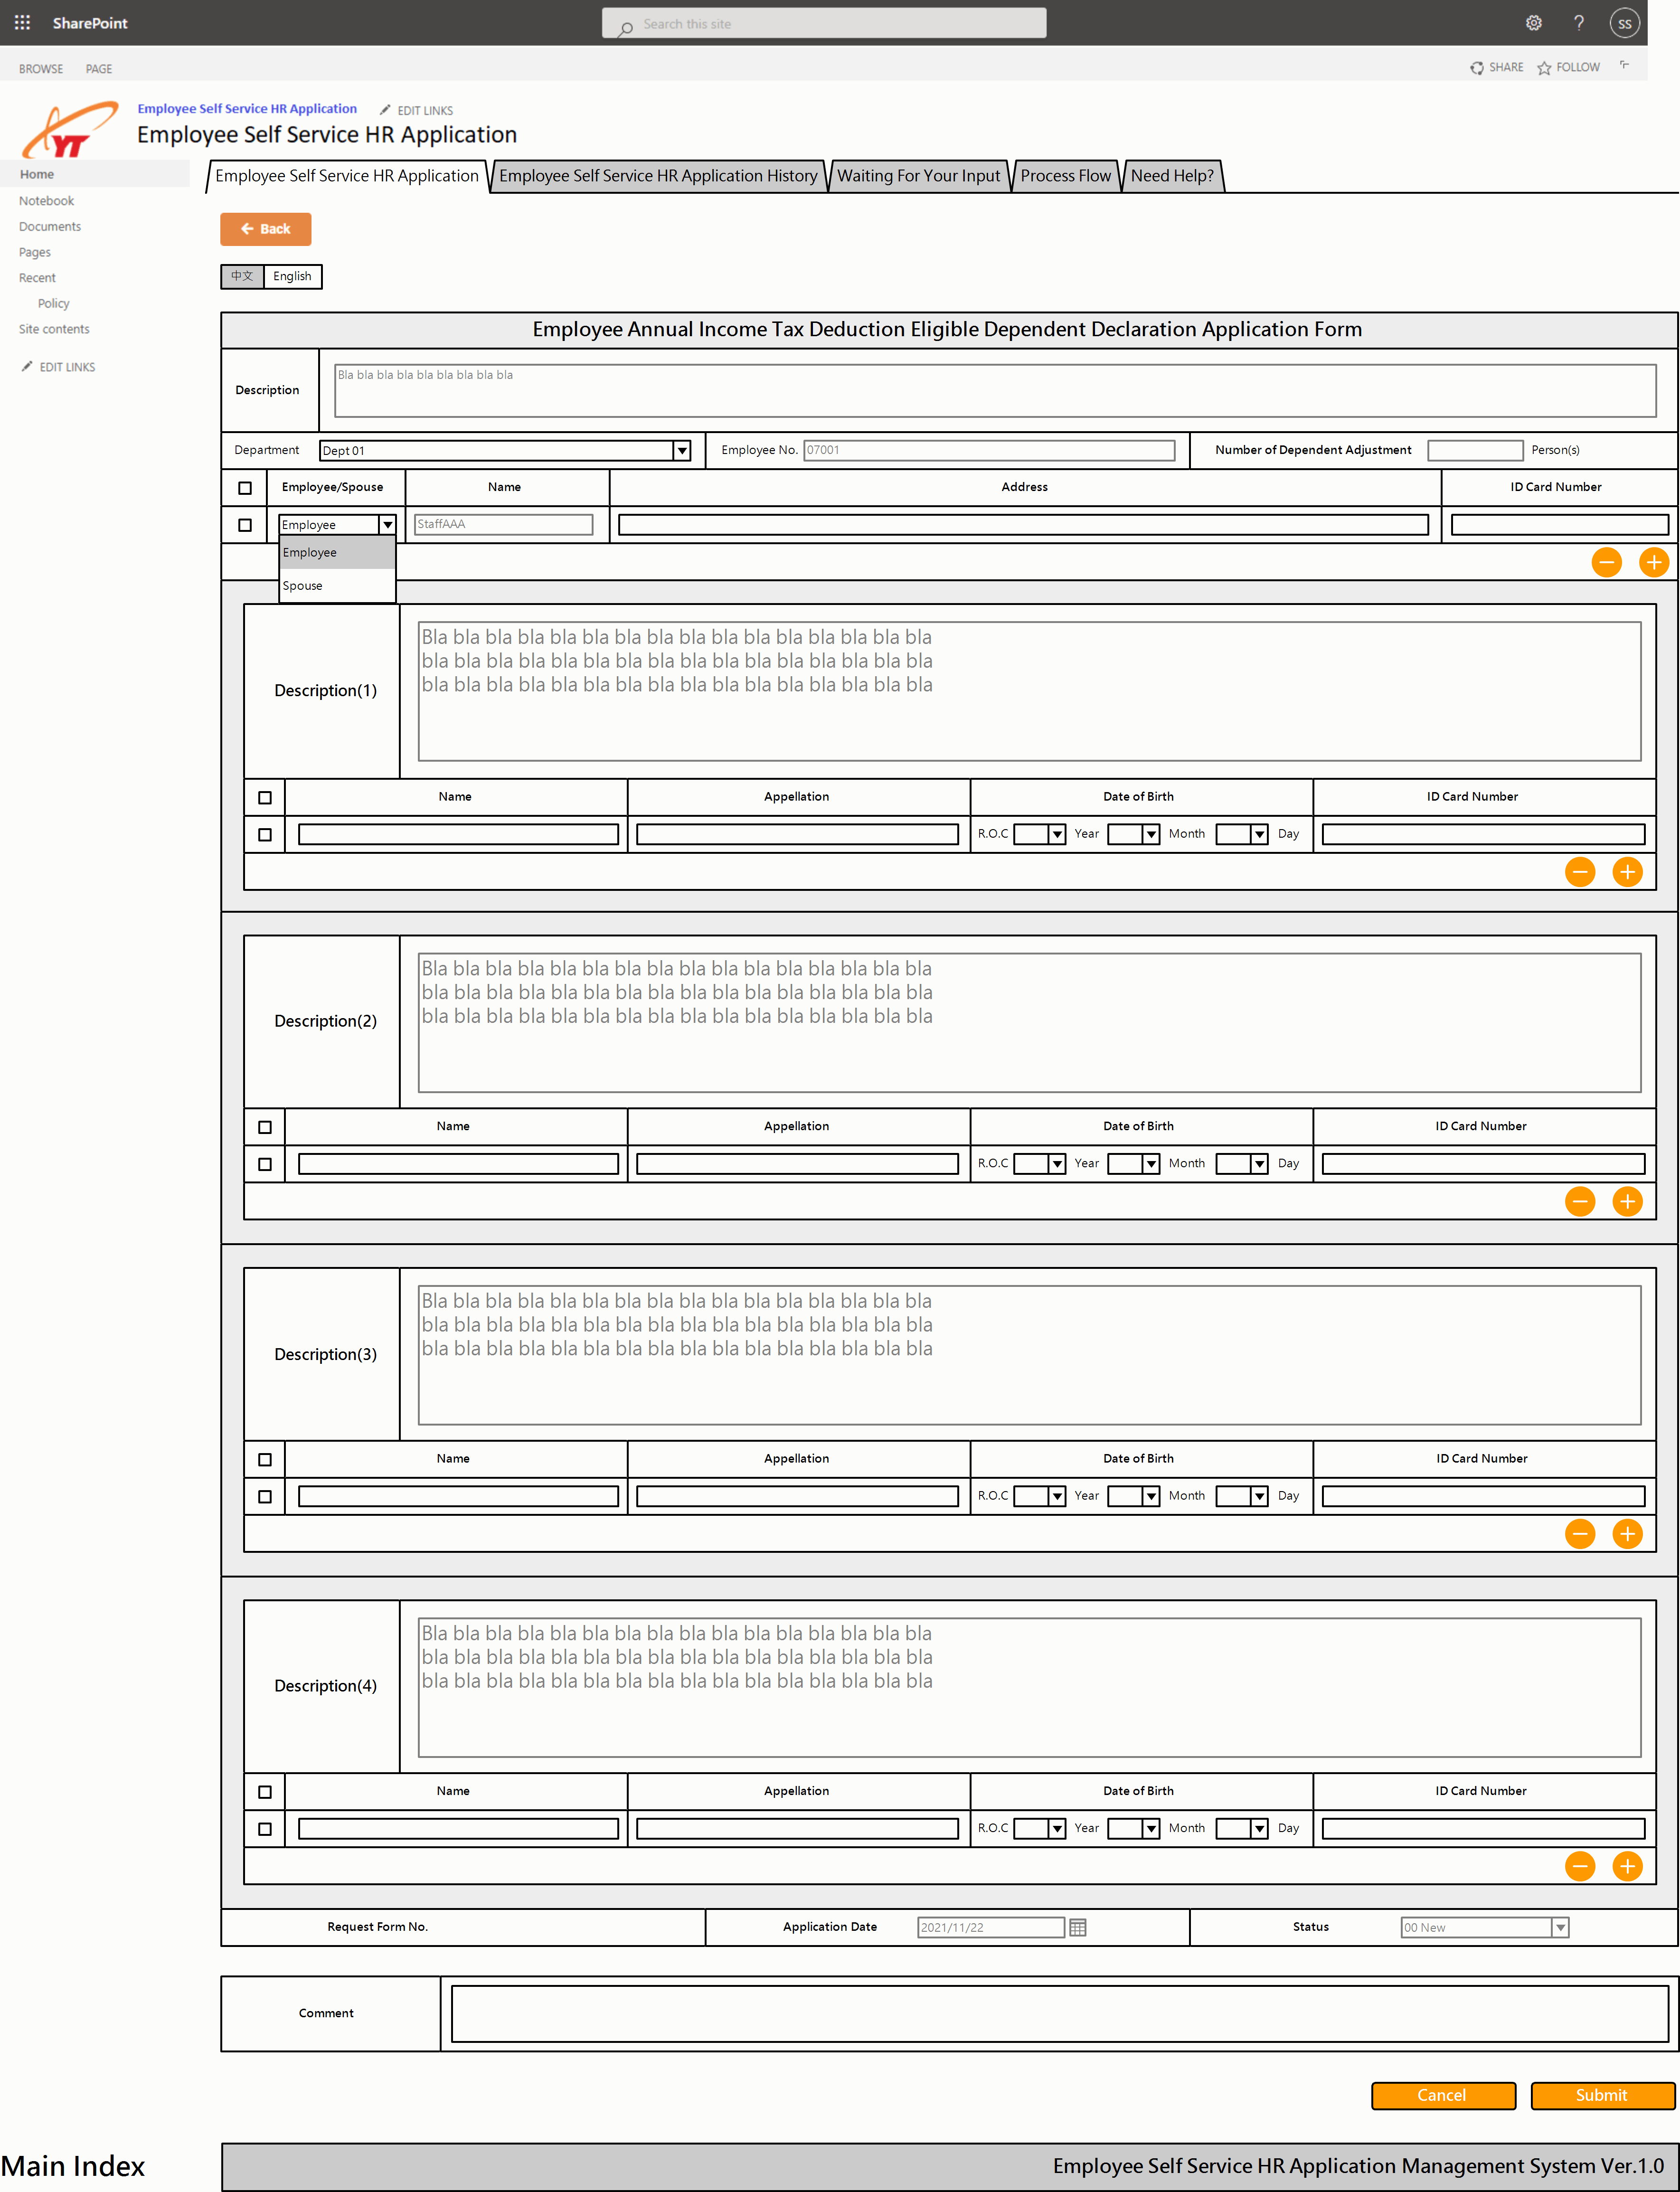 SharePoint
Search this site
SS
BROWSE PAGE
SHARE FOLLOW
YT
Employee Self Service HR Application EDIT LINKS
Employee Self Service HR Application
Home
Notebook
Documents
Pages
Recent
Policy
Site contents
EDIT LINKS
Employee Self Service HR Application Employee Self Service HR Application History Waiting For Your Input Process Flow Need Help?
Back
中文 English
Employee Annual Income Tax Deduction Eligible Dependent Declaration Application Form
Description Bla bla bla bla bla bla bla bla bla
Department Dept 01 Employee No. 07001 Number of Dependent Adjustment Person(s)
Employee/Spouse Name Address ID Card Number
Employee StaffAAA
Employee
Spouse
Description(1)
Bla bla bla bla bla bla bla bla bla bla bla bla bla bla bla bla
bla bla bla bla bla bla bla bla bla bla bla bla bla bla bla bla
bla bla bla bla bla bla bla bla bla bla bla bla bla bla bla bla
Name Appellation Date of Birth ID Card Number
R.O.C Year Month Day
Description(2)
Bla bla bla bla bla bla bla bla bla bla bla bla bla bla bla bla
bla bla bla bla bla bla bla bla bla bla bla bla bla bla bla bla
bla bla bla bla bla bla bla bla bla bla bla bla bla bla bla bla
Name Appellation Date of Birth ID Card Number
R.O.C Year Month Day
Description(3)
Bla bla bla bla bla bla bla bla bla bla bla bla bla bla bla bla
bla bla bla bla bla bla bla bla bla bla bla bla bla bla bla bla
bla bla bla bla bla bla bla bla bla bla bla bla bla bla bla bla
Name Appellation Date of Birth ID Card Number
R.O.C Year Month Day
Description(4)
Bla bla bla bla bla bla bla bla bla bla bla bla bla bla bla bla
bla bla bla bla bla bla bla bla bla bla bla bla bla bla bla bla
bla bla bla bla bla bla bla bla bla bla bla bla bla bla bla bla
Name Appellation Date of Birth ID Card Number
R.O.C Year Month Day
Request Form No. Application Date 2021/11/22 Status 00 New
Comment
Cancel Submit
Main Index
Employee Self Service HR Application Management System Ver.1.0